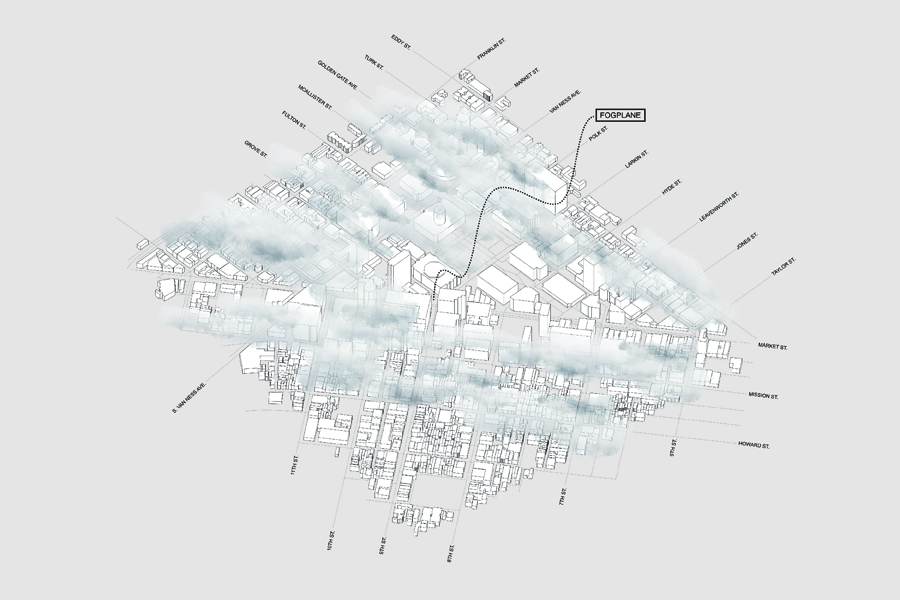 EDDY ST.
FRANKLIN ST.
TURK ST.
MARKET ST.
GOLDEN GATE AVE
VAN NESS AVE.
MCALLISTER ST.
FULTON ST.
FOGPLANE
POLK ST.
GROVE ST.
LARKIN ST.
HYDE ST.
LEAVENWORTH ST.
JONES ST.
TAYLOR ST.
MARKET ST.
S. VAN NESS AVE.
MISSION ST.
HOWARD ST.
6TH ST.
11TH ST.
7TH ST.
10TH ST.
9TH ST.
8TH ST.